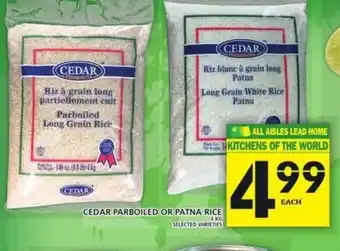 CEDAR
Riz à grain long
partiellement cuit
Parboiled
Long Grain Rice
CEDAR
CEDAR
Riz blanc à grain long
Patna
Long Grain White Rice
Patna
ALL AISLES LEAD HOME
KITCHENS OF THE WORLD
4.99
EACH
CEDAR PARBOILED OR PATNA RICE
4 KG
SELECTED VARIETIES